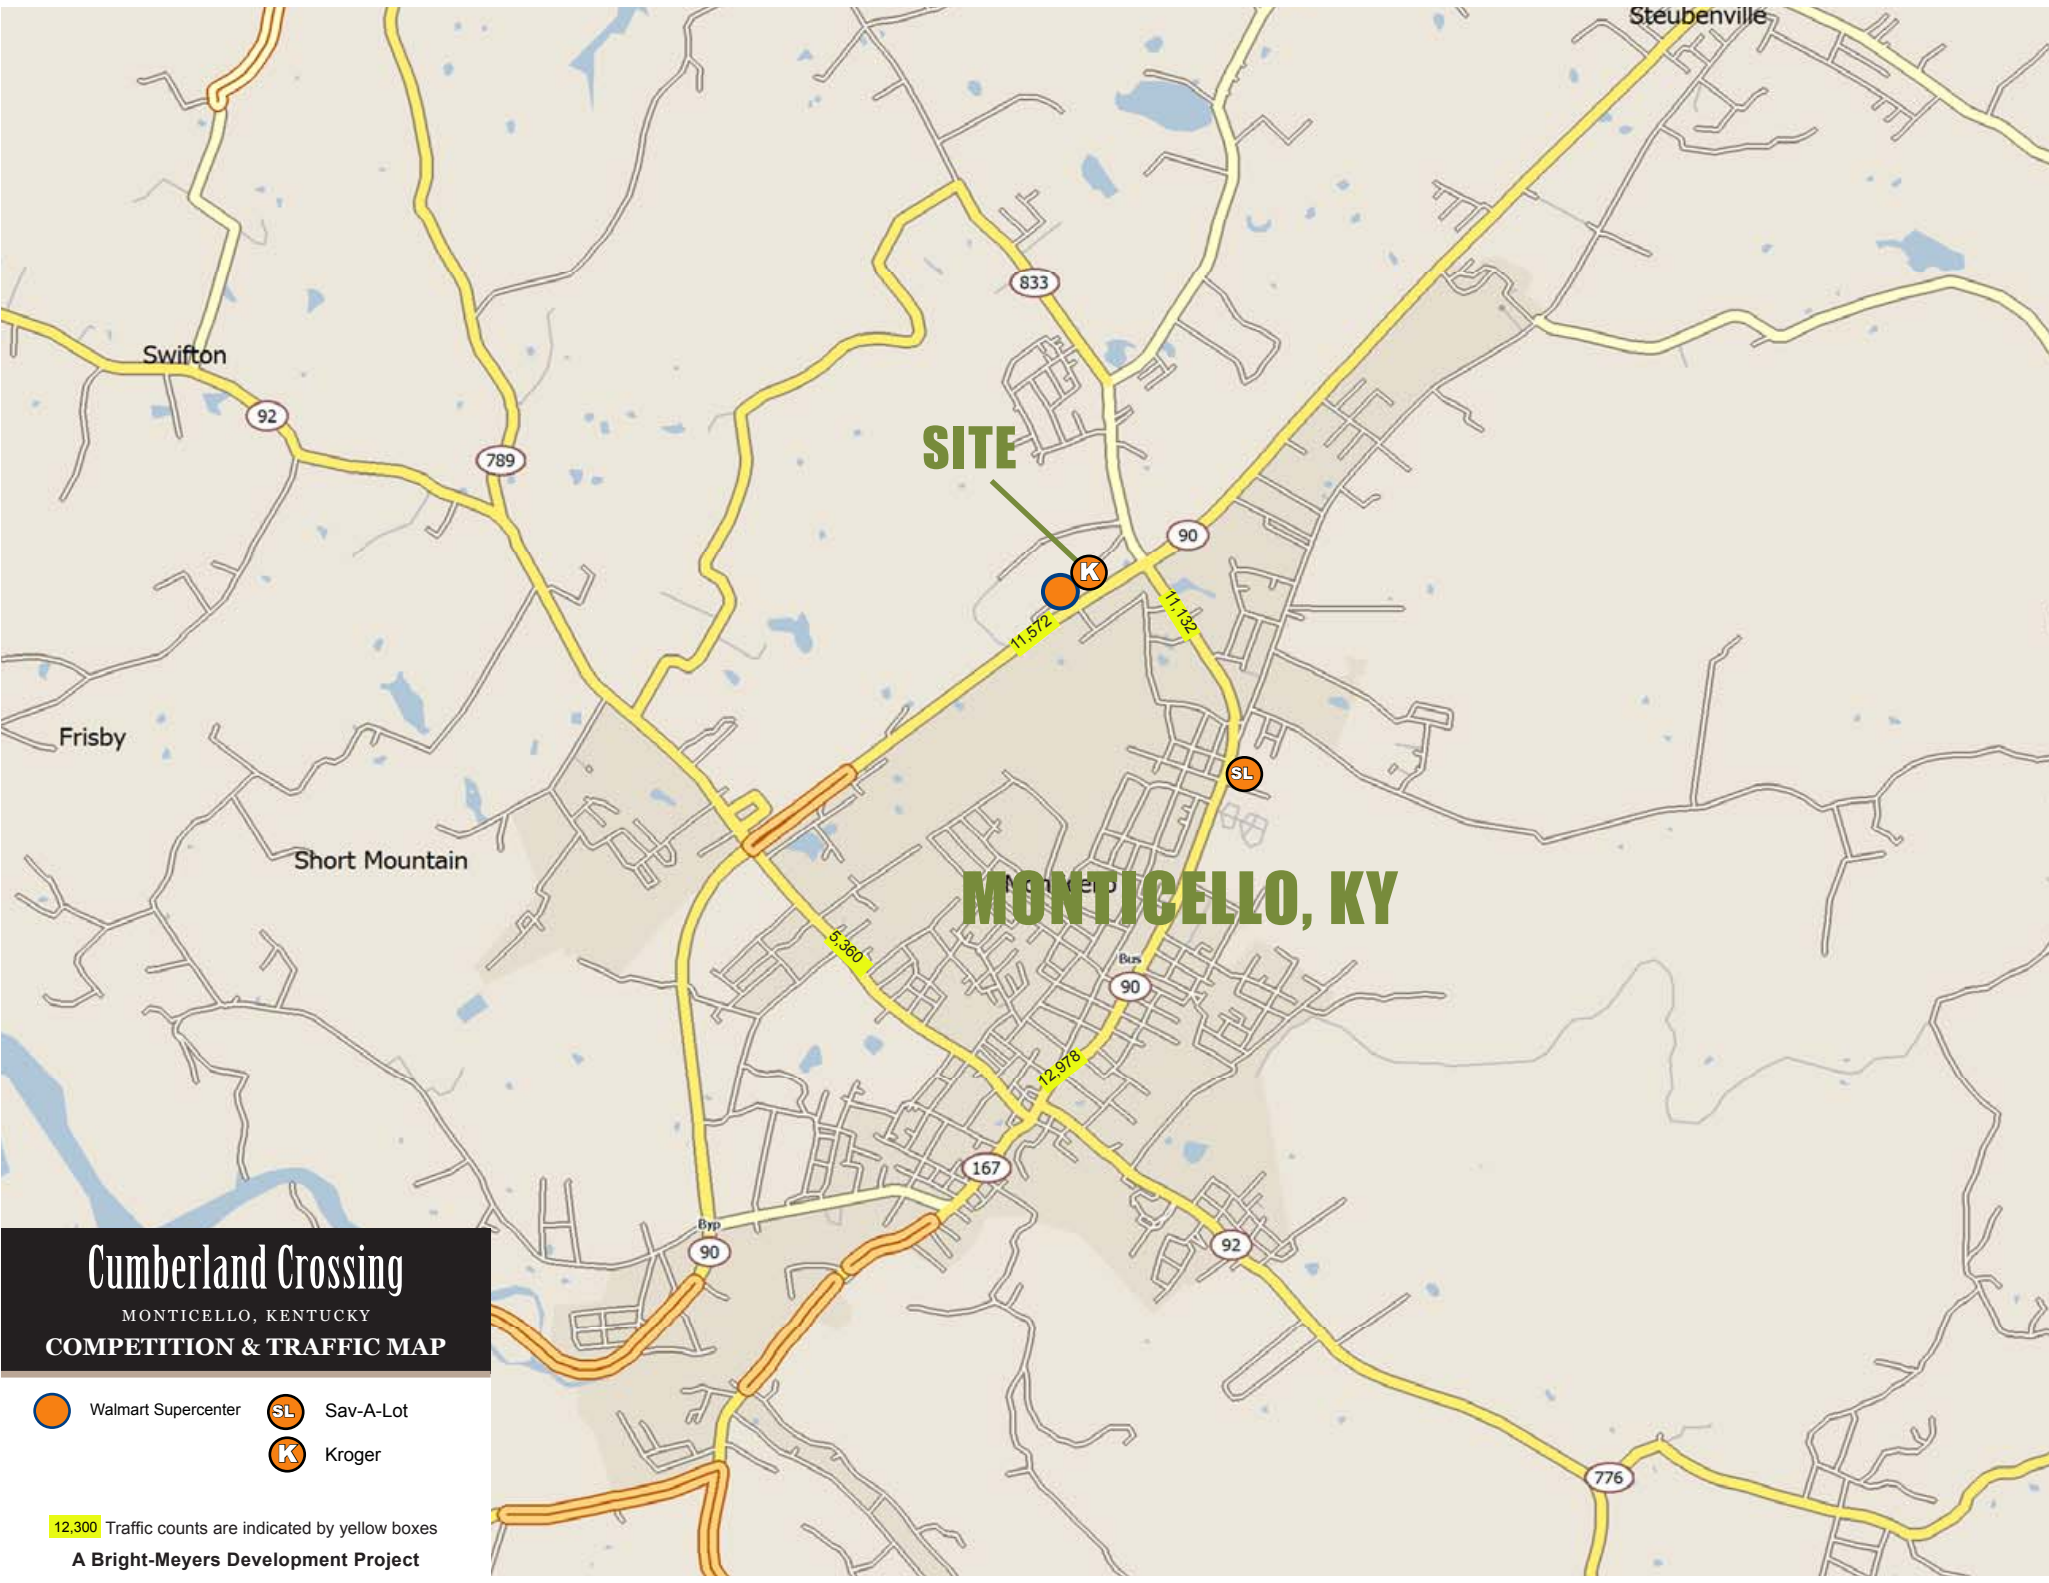 Steubenville
833
Swifton
92
789
SITE
90
K
11,132
11,572
Frisby
SL
Short Mountain
MONTICELLO, KY
5,360
Bus
90
12,978
167
Byp
90
92
776
Cumberland Crossing
MONTICELLO, KENTUCKY
COMPETITION & TRAFFIC MAP
Walmart Supercenter
SL Sav-A-Lot
K Kroger
12,300 Traffic counts are indicated by yellow boxes
A Bright-Meyers Development Project